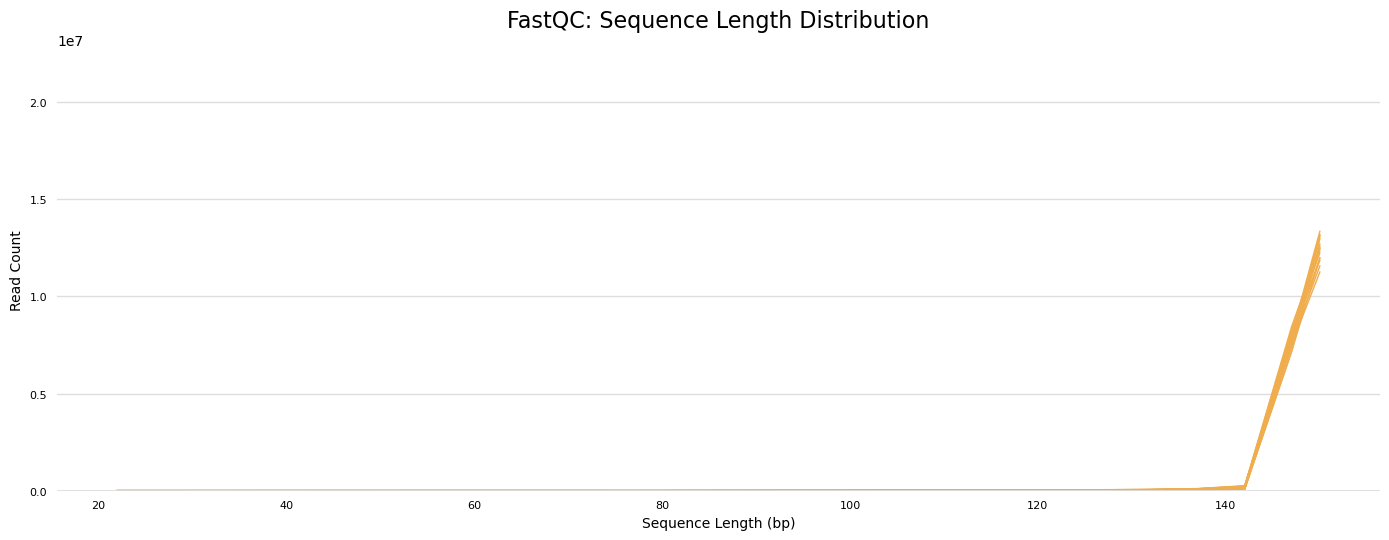 FastQC: Sequence Length Distribution
1e7
2.0
1.5
1.0
0.5
0.0
Read Count
20 40 60 80 100 120 140
Sequence Length (bp)